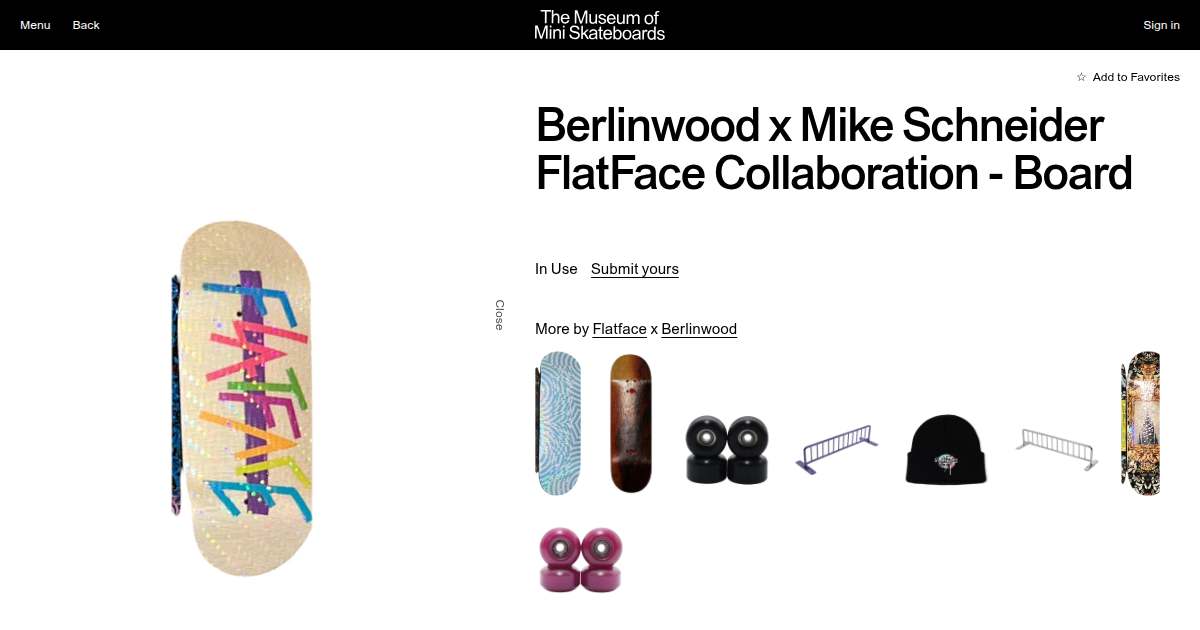 Menu
Back
The Museum of
Mini Skateboards
Sign in
☆ Add to Favorites
Berlinwood x Mike Schneider
FlatFace Collaboration - Board
In Use Submit yours
Close
More by Flatface x Berlinwood
FLATFACE